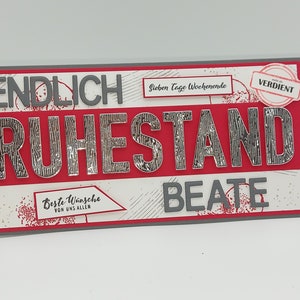 ENDLICH
Sieben Tage Wochenende
VERDIENT
RUHESTAND
Beste Wünsche
VON UNS ALLEN
BEATE